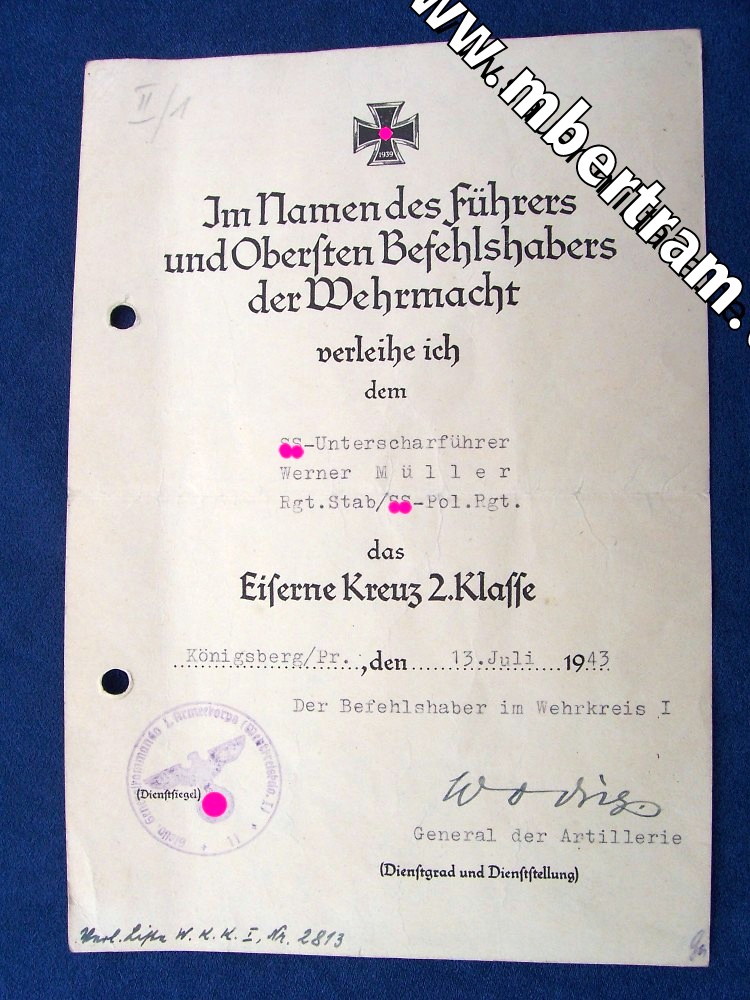 www.mbertram.
II/1
1939
Im Namen des Führers
und Obersten Befehlshabers
der Wehrmacht
verleihe ich
dem
SS-Unterscharführer
Werner Müller
Rgt.Stab/SS-Pol.Rgt.
das
Eiserne Kreuz 2.Klasse
Königsberg/Pr. , den 13.Juli 1943
Der Befehlshaber im Wehrkreis I
(Dienstsiegel)
General der Artillerie
(Dienstgrad und Dienststellung)
Verl. Liste W. K. K. I, Nr. 2813